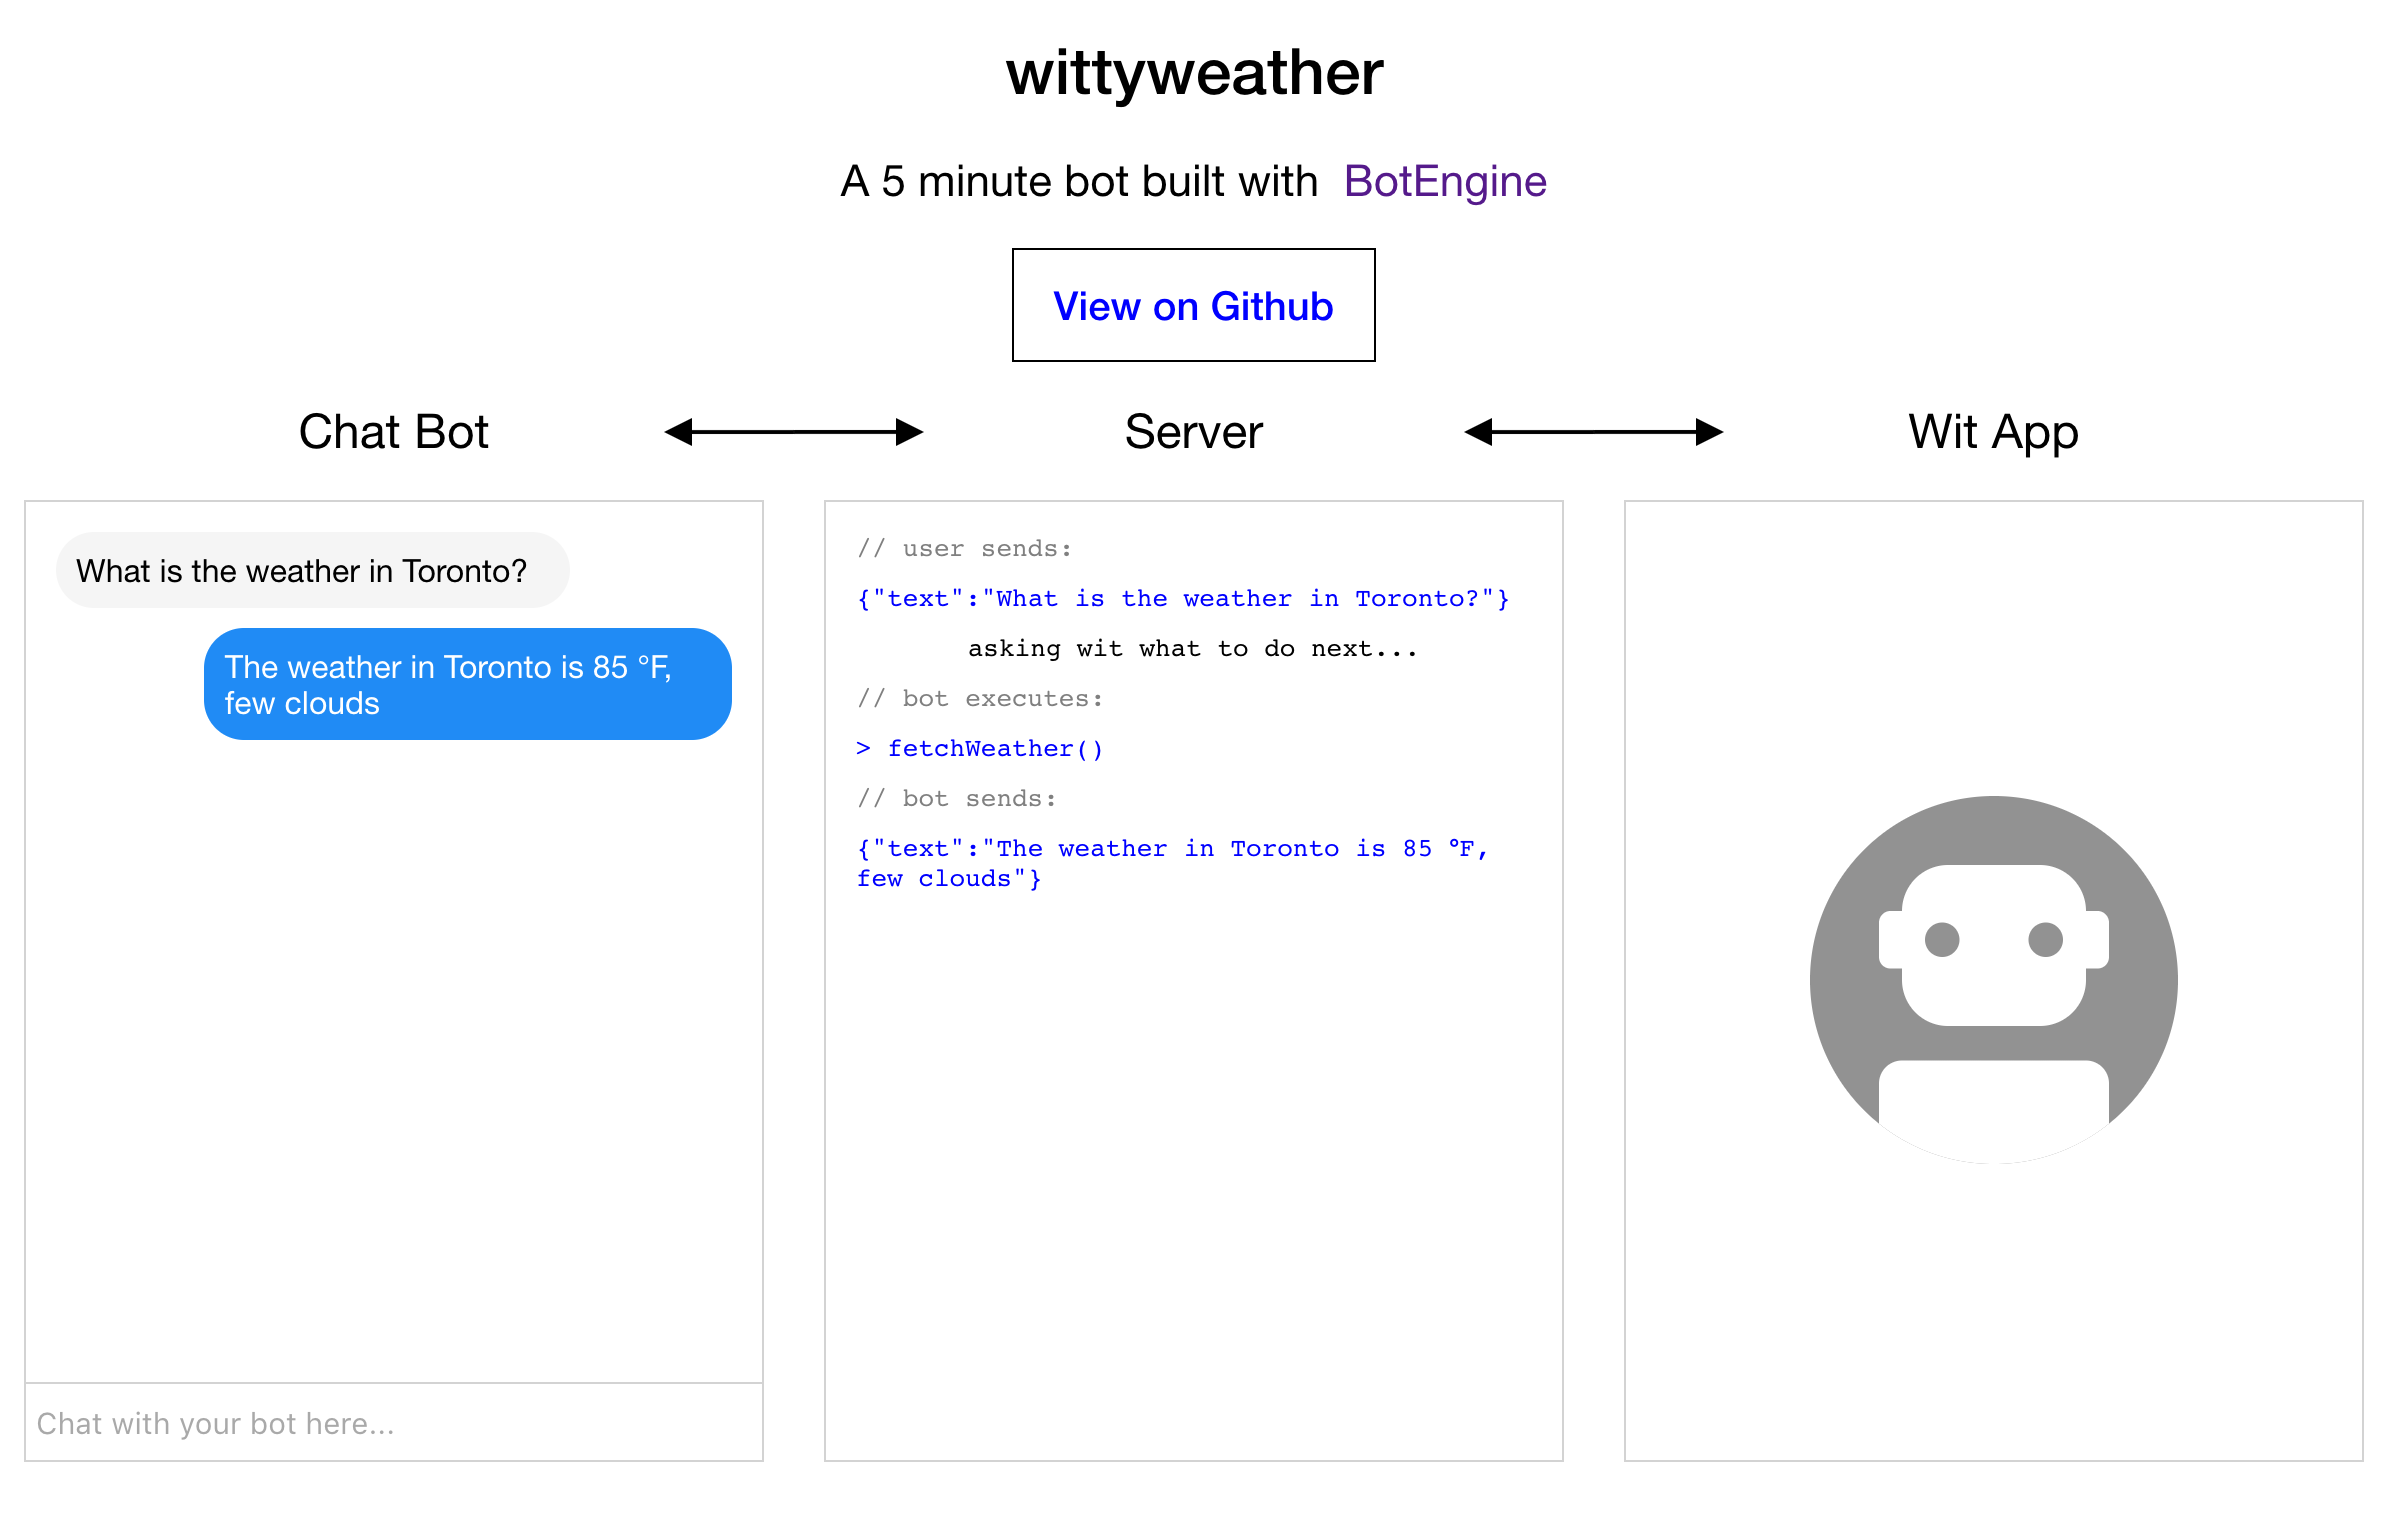 wittyweather
A 5 minute bot built with BotEngine
View on Github
Chat Bot
Server
Wit App
What is the weather in Toronto?
The weather in Toronto is 85 °F,
few clouds
Chat with your bot here...
// user sends:
{"text":"What is the weather in Toronto?"}
asking wit what to do next...
// bot executes:
> fetchWeather()
// bot sends:
{"text":"The weather in Toronto is 85 °F,
few clouds"}